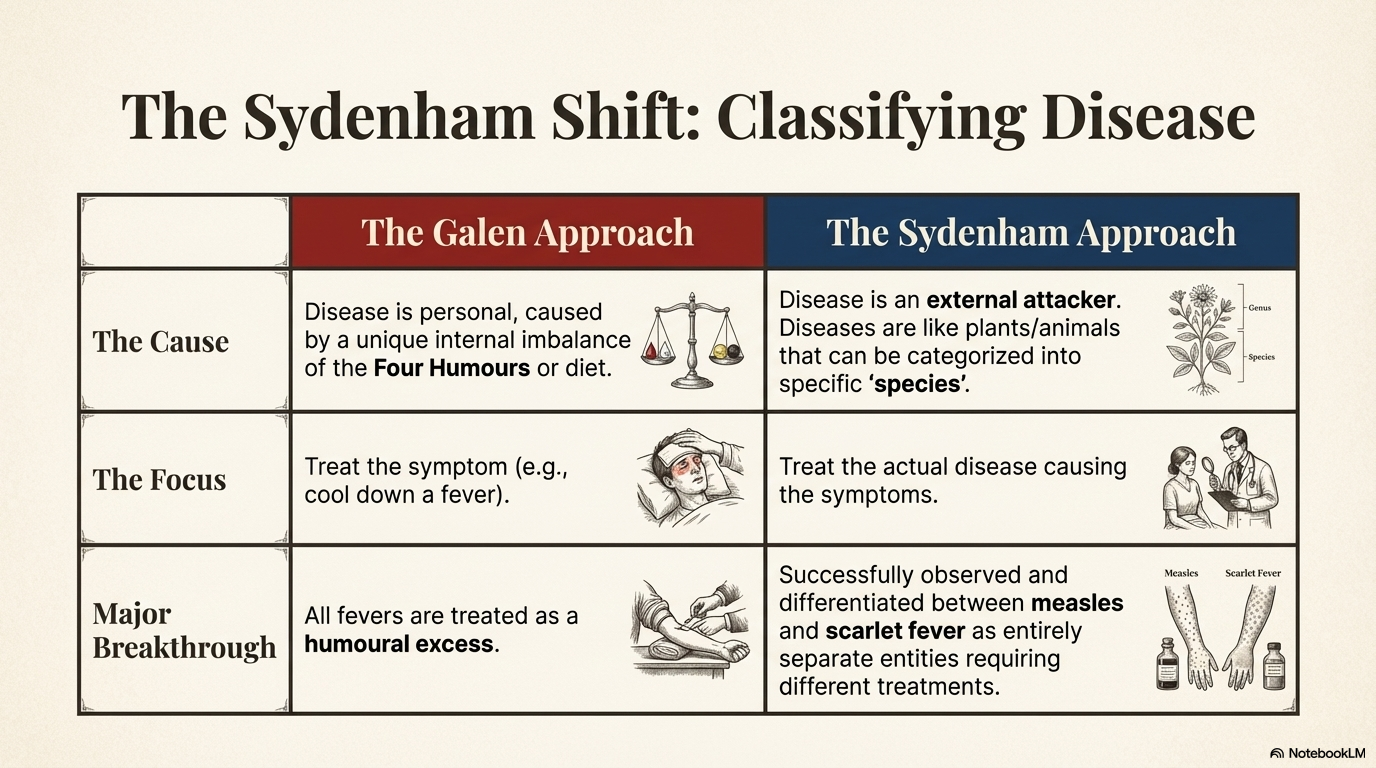 The Sydenham Shift: Classifying Disease
The Galen Approach
The Sydenham Approach
The Cause
Disease is personal, caused
by a unique internal imbalance
of the Four Humours or diet.
Disease is an external attacker.
Diseases are like plants/animals
that can be categorized into
specific ‘species’.
Genus
Species
The Focus
Treat the symptom (e.g.,
cool down a fever).
Treat the actual disease causing
the symptoms.
Major
Breakthrough
All fevers are treated as a
humoural excess.
Successfully observed and
differentiated between measles
and scarlet fever as entirely
separate entities requiring
different treatments.
Measles
Scarlet Fever
NotebookLM